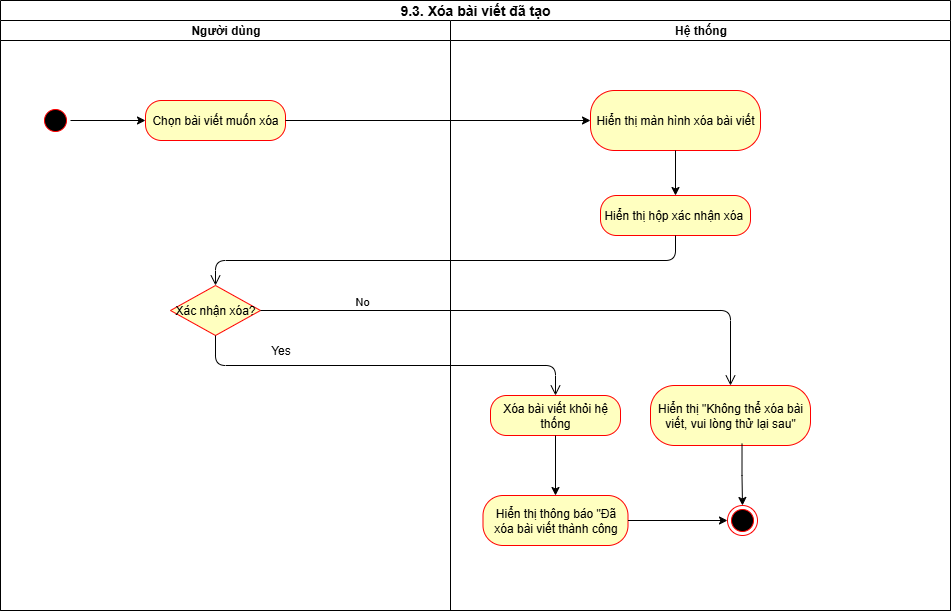 9.3. Xóa bài viết đã tạo
Người dùng
Hệ thống
Chọn bài viết muốn xóa
Hiển thị màn hình xóa bài viết
Hiển thị hộp xác nhận xóa
Xác nhận xóa?
No
Yes
Xóa bài viết khỏi hệ
thống
Hiển thị "Không thể xóa bài
viết, vui lòng thử lại sau"
Hiển thị thông báo "Đã
xóa bài viết thành công